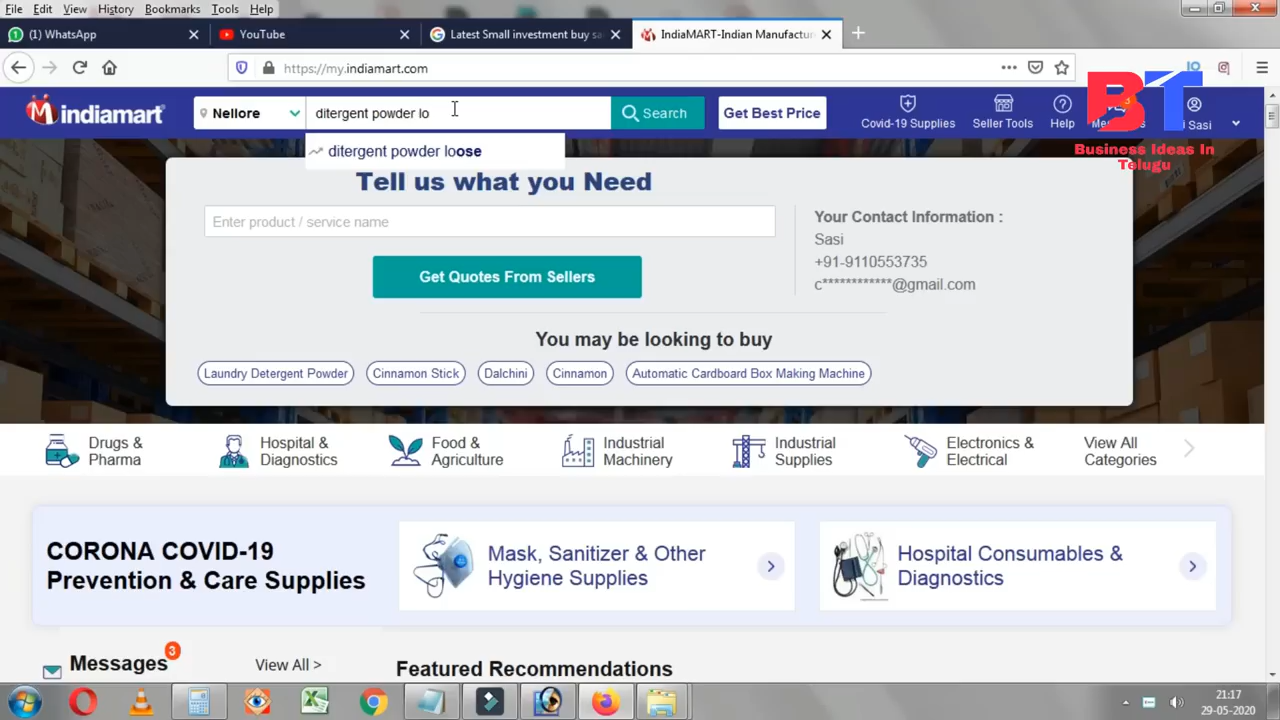 File Edit View History Bookmarks Tools Help
(1) WhatsApp
YouTube
Latest Small investment buy sa
IndiaMART-Indian Manufactur
https://my.indiamart.com
indiamart
Nellore
ditergent powder lo
Search
Get Best Price
Covid-19 Supplies
Seller Tools
Help
Sasi
BT
Business Ideas In
Telugu
ditergent powder loose
Tell us what you Need
Enter product / service name
Get Quotes From Sellers
Your Contact Information :
Sasi
+91-9110553735
c************@gmail.com
You may be looking to buy
Laundry Detergent Powder
Cinnamon Stick
Dalchini
Cinnamon
Automatic Cardboard Box Making Machine
Drugs &
Pharma
Hospital &
Diagnostics
Food &
Agriculture
Industrial
Machinery
Industrial
Supplies
Electronics &
Electrical
View All
Categories
CORONA COVID-19
Prevention & Care Supplies
Mask, Sanitizer & Other
Hygiene Supplies
Hospital Consumables &
Diagnostics
Messages
3
View All >
Featured Recommendations
21:17
29-05-2020